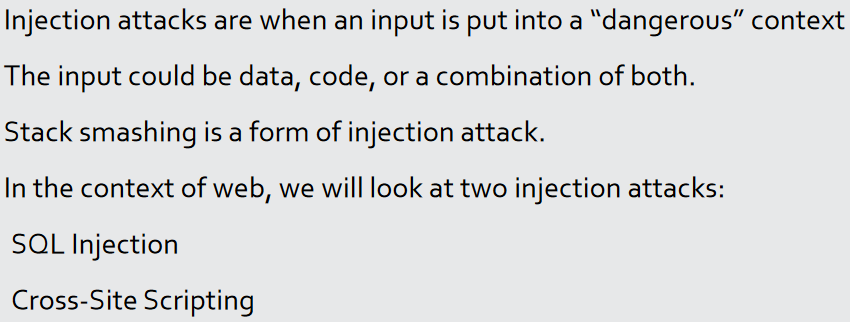 Injection attacks are when an input is put into a “dangerous” context
The input could be data, code, or a combination of both.
Stack smashing is a form of injection attack.
In the context of web, we will look at two injection attacks:
SQL Injection
Cross-Site Scripting